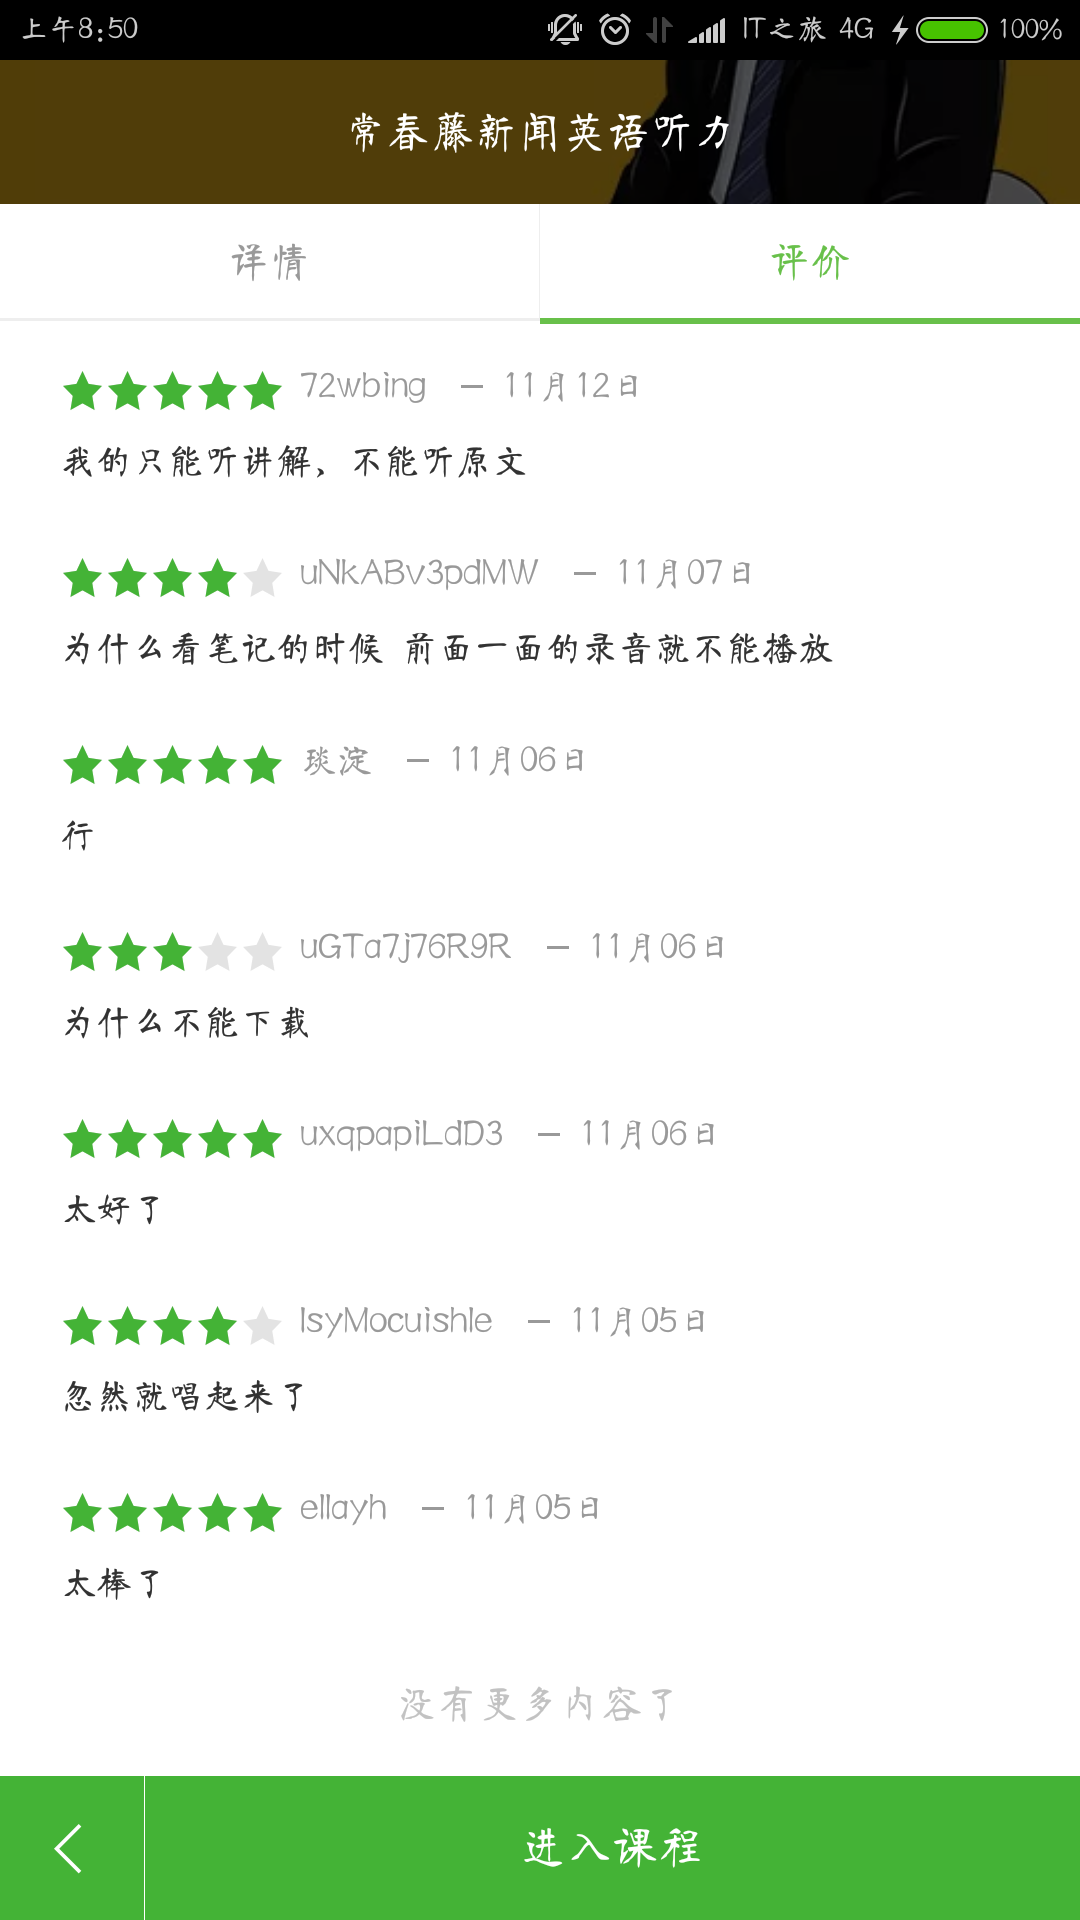 上午8:50 IT之旅 4G 100%
常春藤新闻英语听力
详情 评价
72wbing — 11月12日
我的只能听讲解，不能听原文
uNkABv3pdMW — 11月07日
为什么看笔记的时候 前面一面的录音就不能播放
琰淀 — 11月06日
行
uGTa7j76R9R — 11月06日
为什么不能下载
uxqpapiLdD3 — 11月06日
太好了
IsyMocuishle — 11月05日
忽然就唱起来了
ellayh — 11月05日
太棒了
没有更多内容了
进入课程